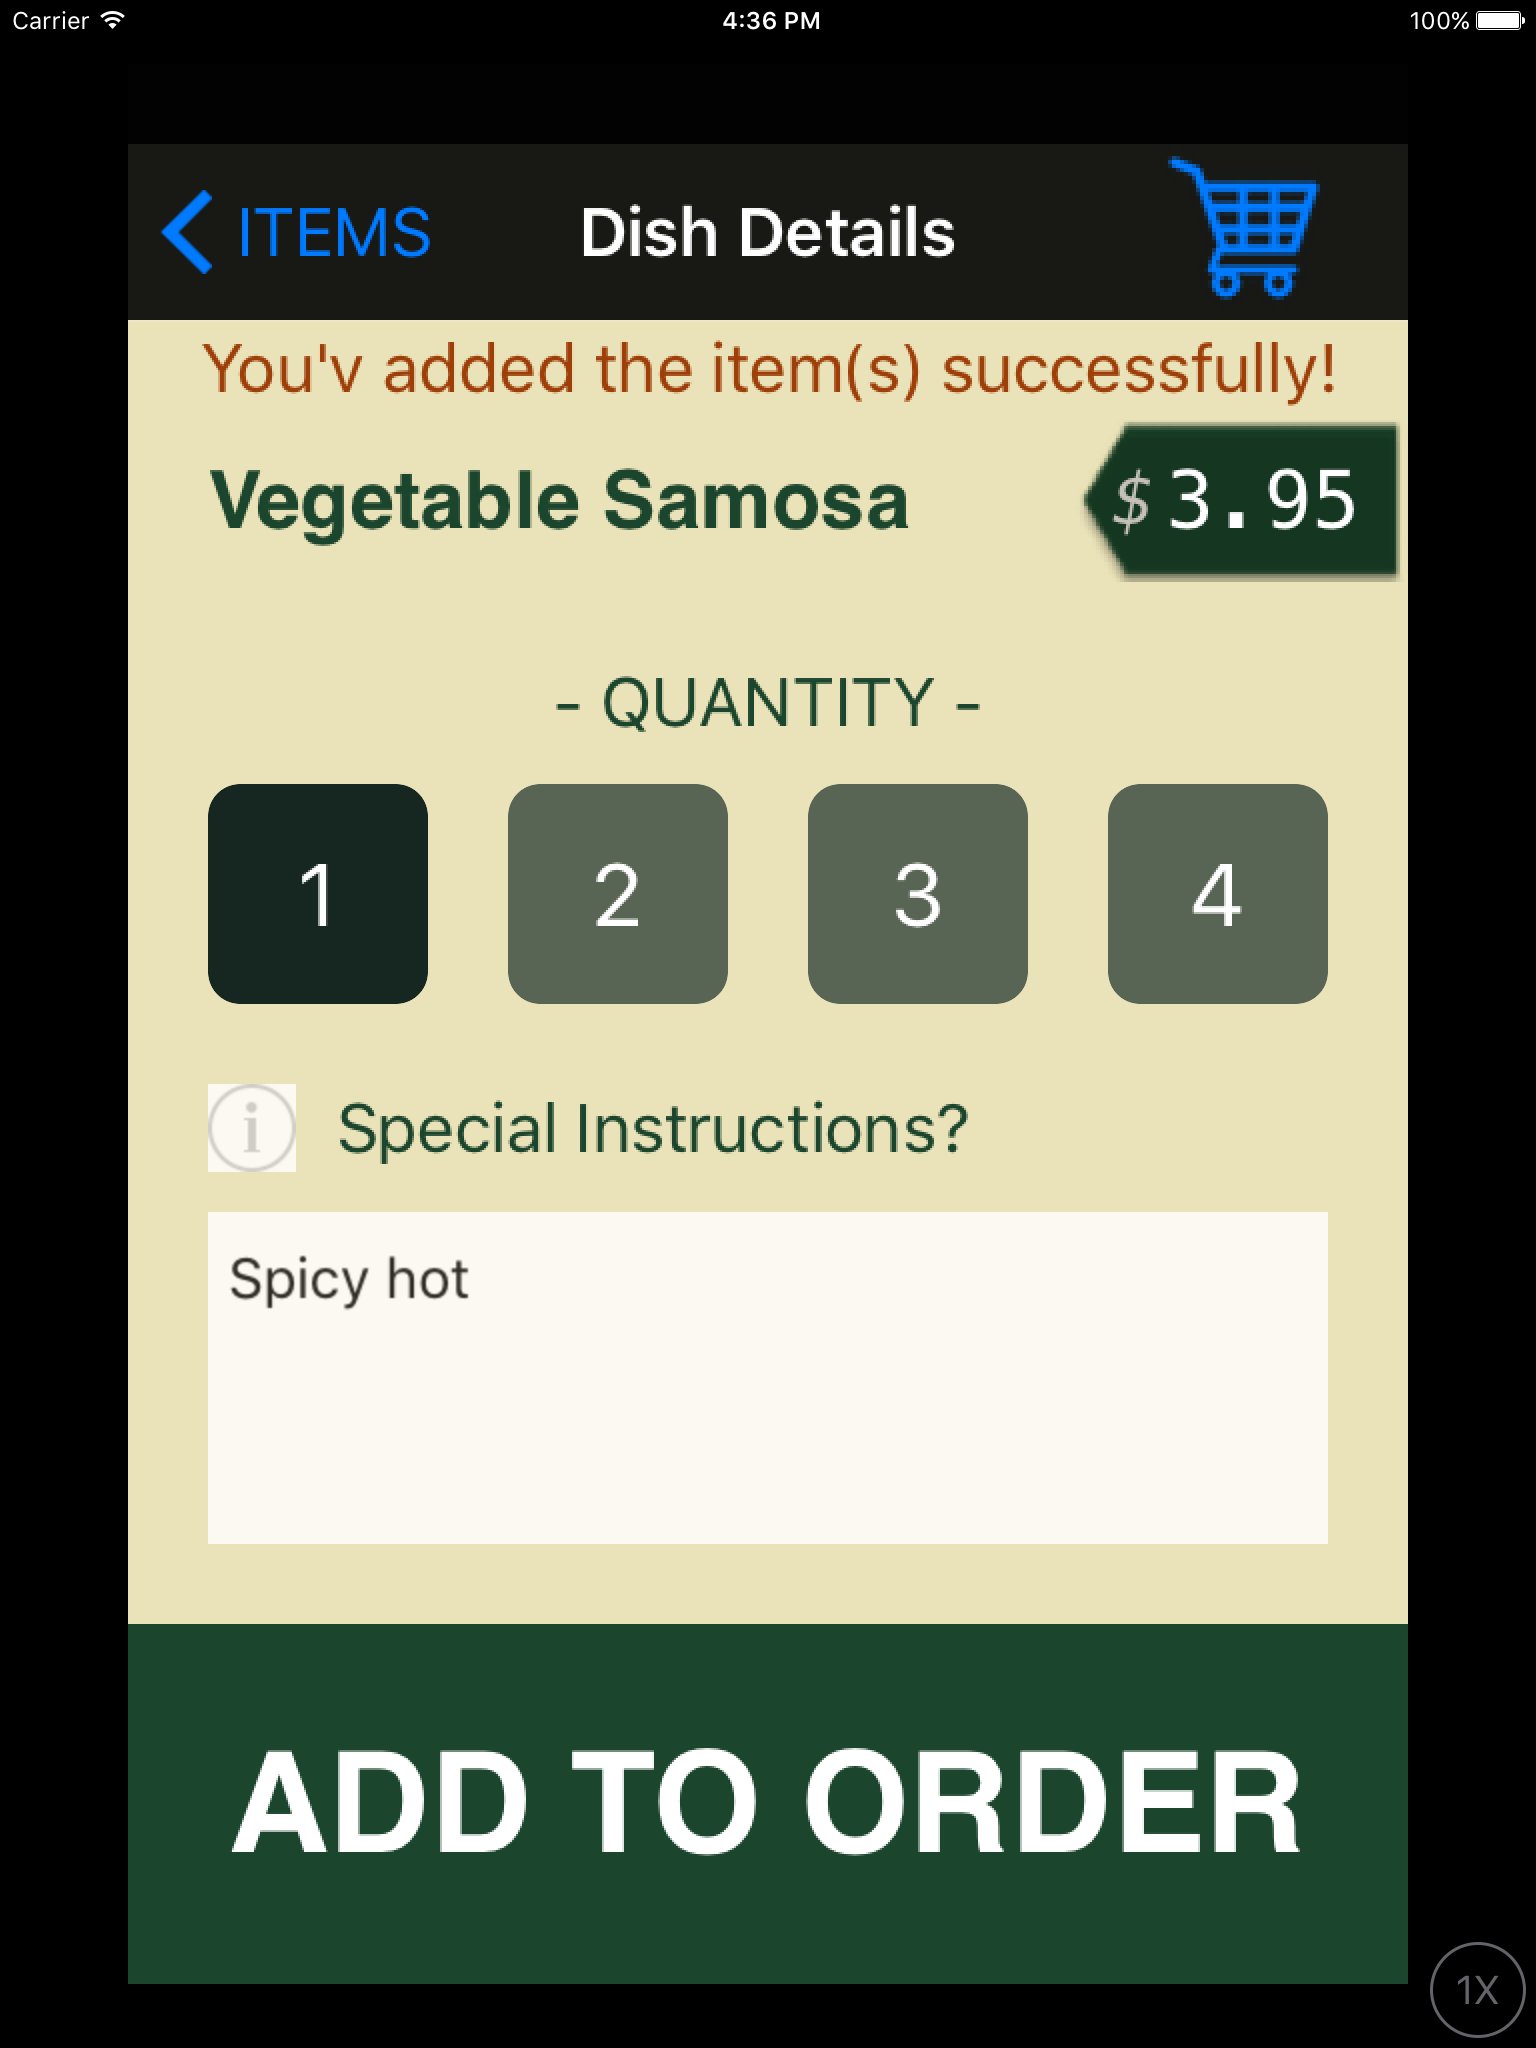 Carrier 4:36 PM 100%
ITEMS Dish Details
You'v added the item(s) successfully!
Vegetable Samosa $3.95
- QUANTITY -
1 2 3 4
i Special Instructions?
Spicy hot
ADD TO ORDER
1X